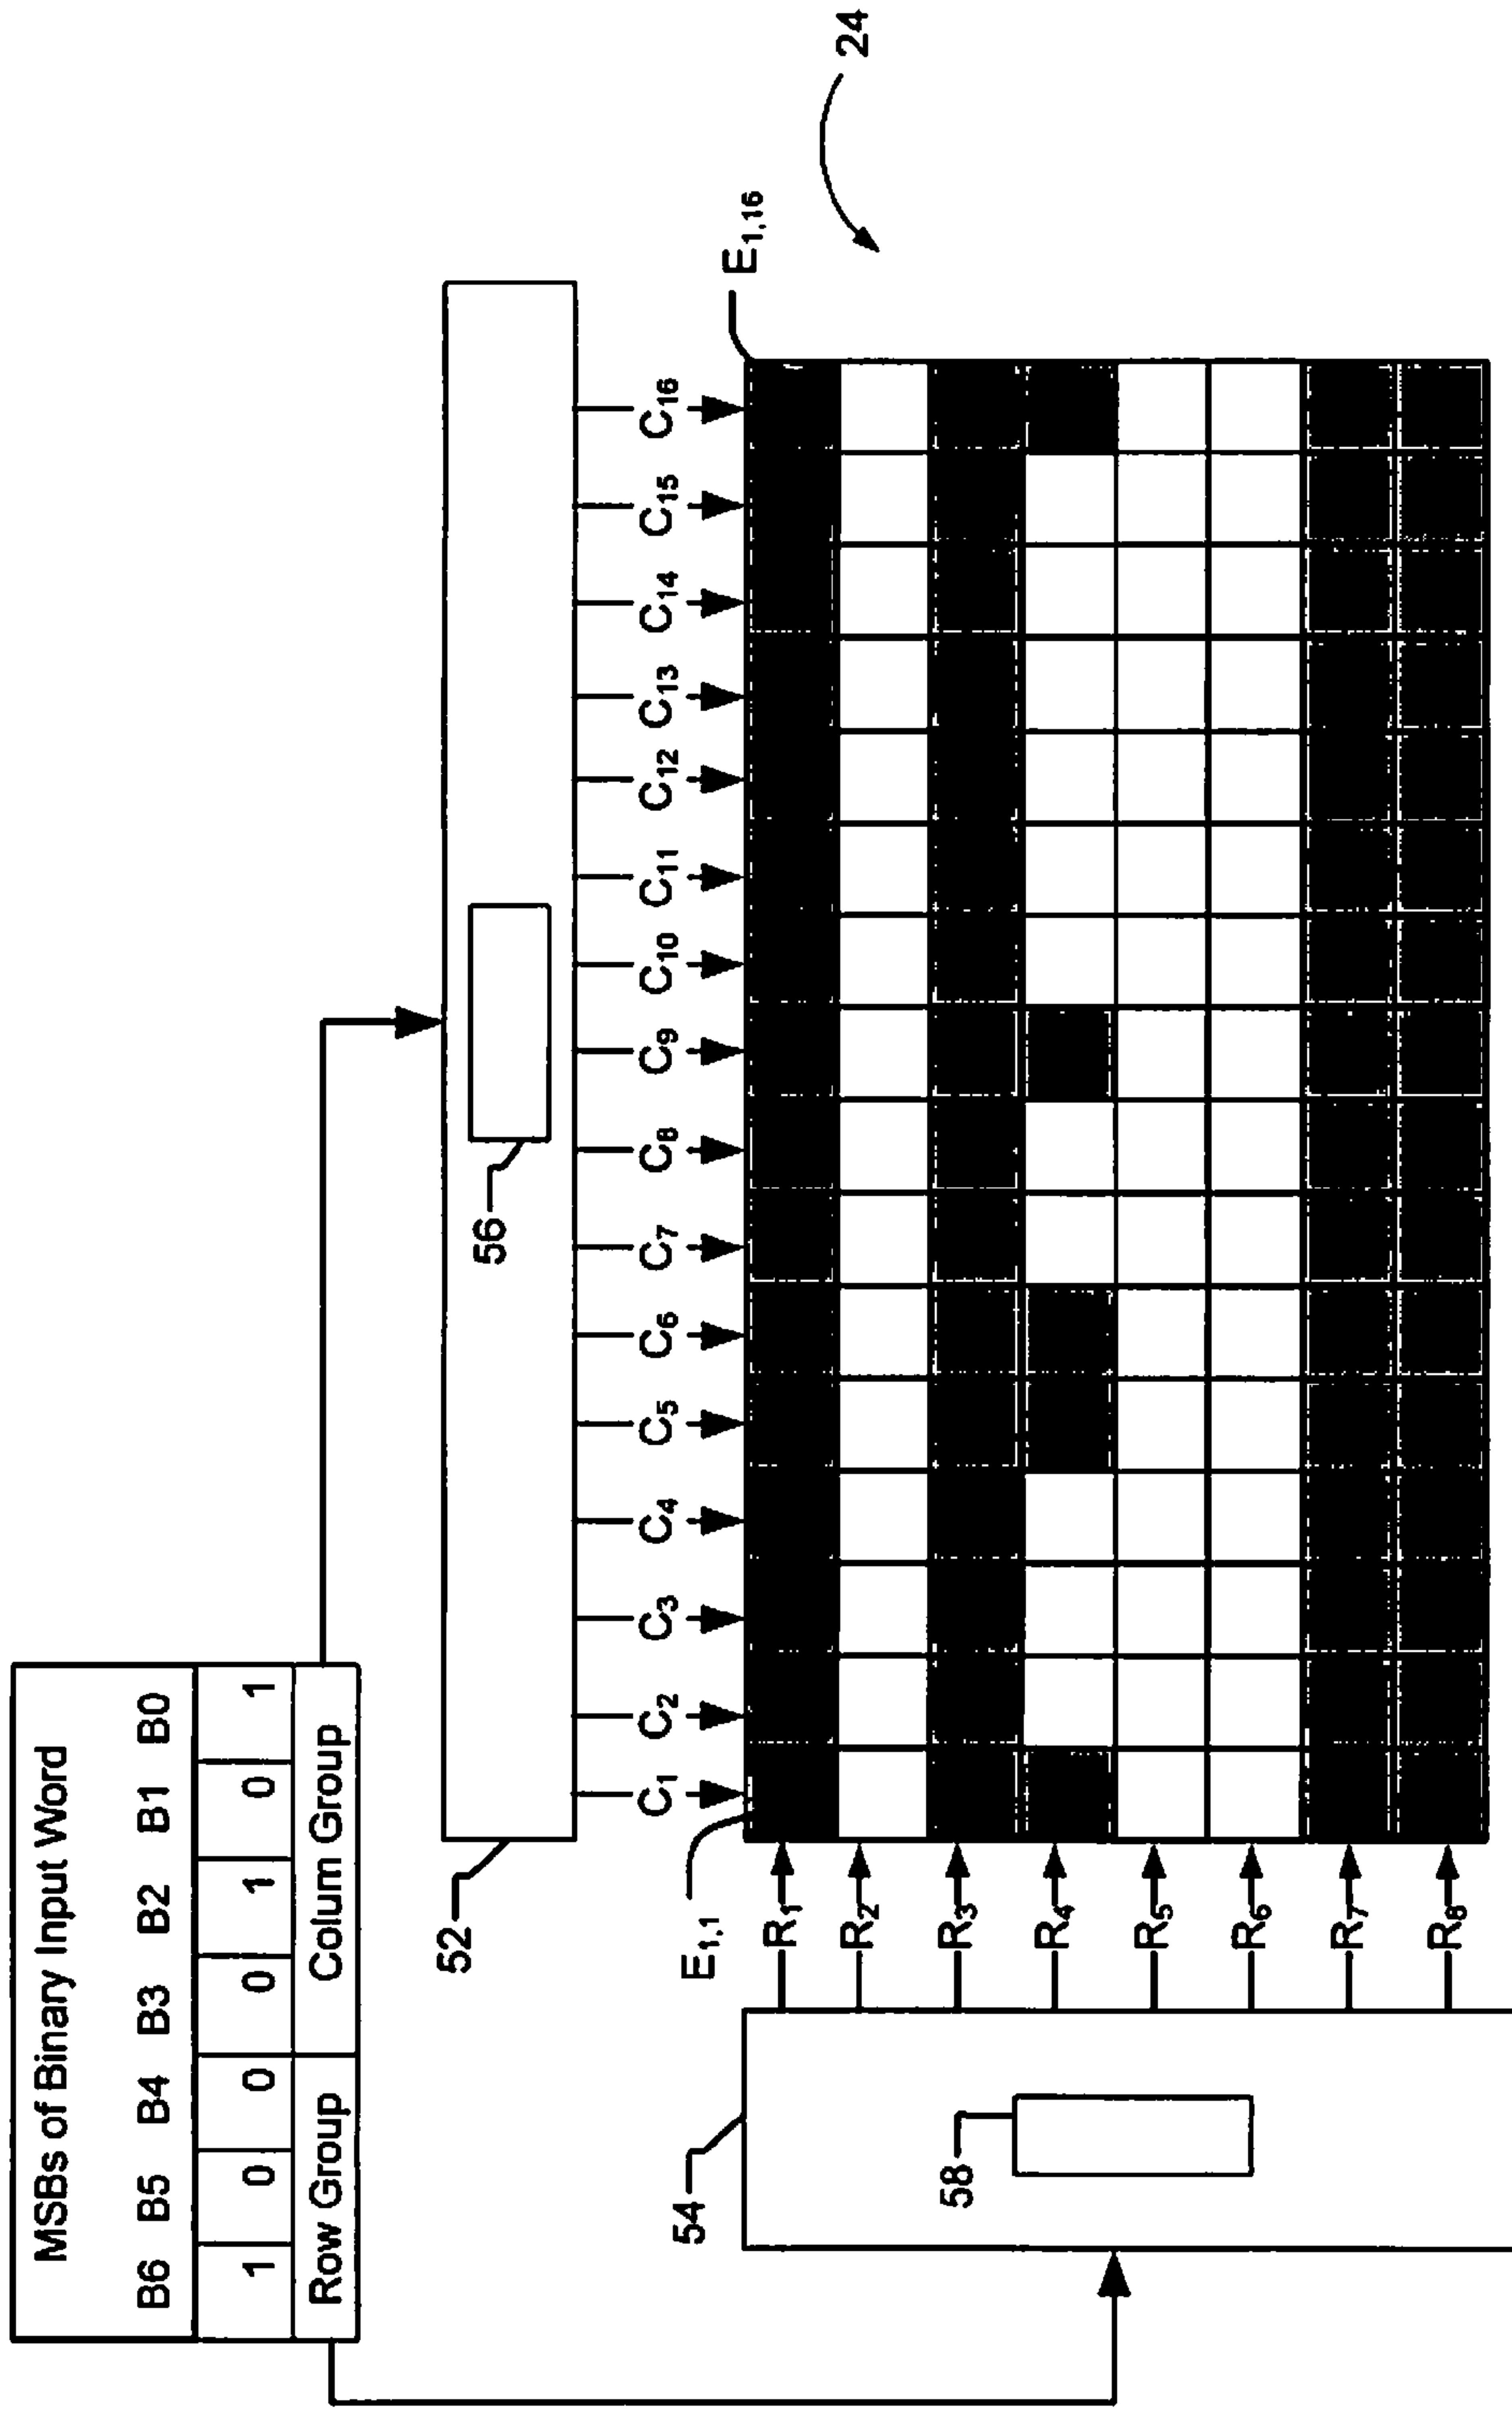 MSBs of Binary Input Word
B6 B5 B4 B3 B2 B1 B0
1 0 0 0 1 0 1
Row Group Colum Group
52
56
C1 C2 C3 C4 C5 C6 C7 C8 C9 C10 C11 C12 C13 C14 C15 C16
E1,1
E1,16
24
54
58
R1
R2
R3
R4
R5
R6
R7
R8